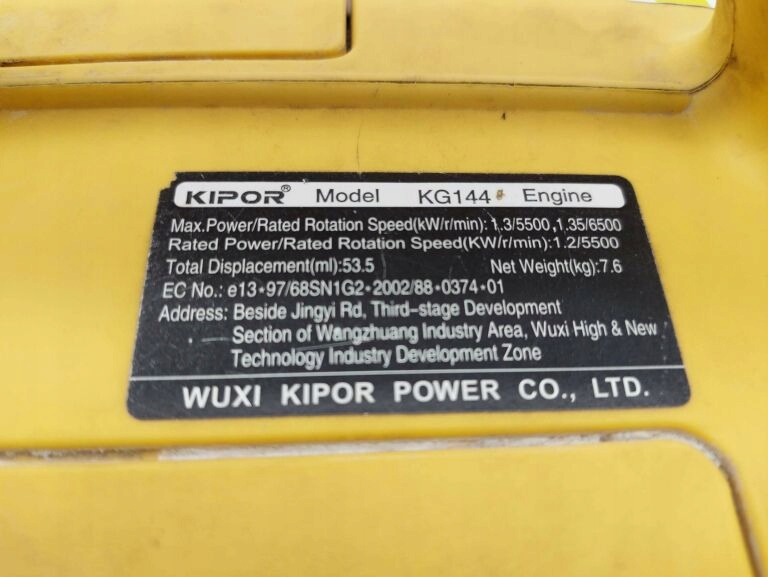 KIPOR® Model KG144 Engine
Max.Power/Rated Rotation Speed(kW/r/min): 1.3/5500 ,1.35/6500
Rated Power/Rated Rotation Speed(KW/r/min):1.2/5500
Total Displacement(ml):53.5 Net Weight(kg):7.6
EC No.: e13•97/68SN1G2•2002/88•0374•01
Address: Beside Jingyi Rd, Third-stage Development
Section of Wangzhuang Industry Area, Wuxi High & New
Technology Industry Development Zone
WUXI KIPOR POWER CO., LTD.